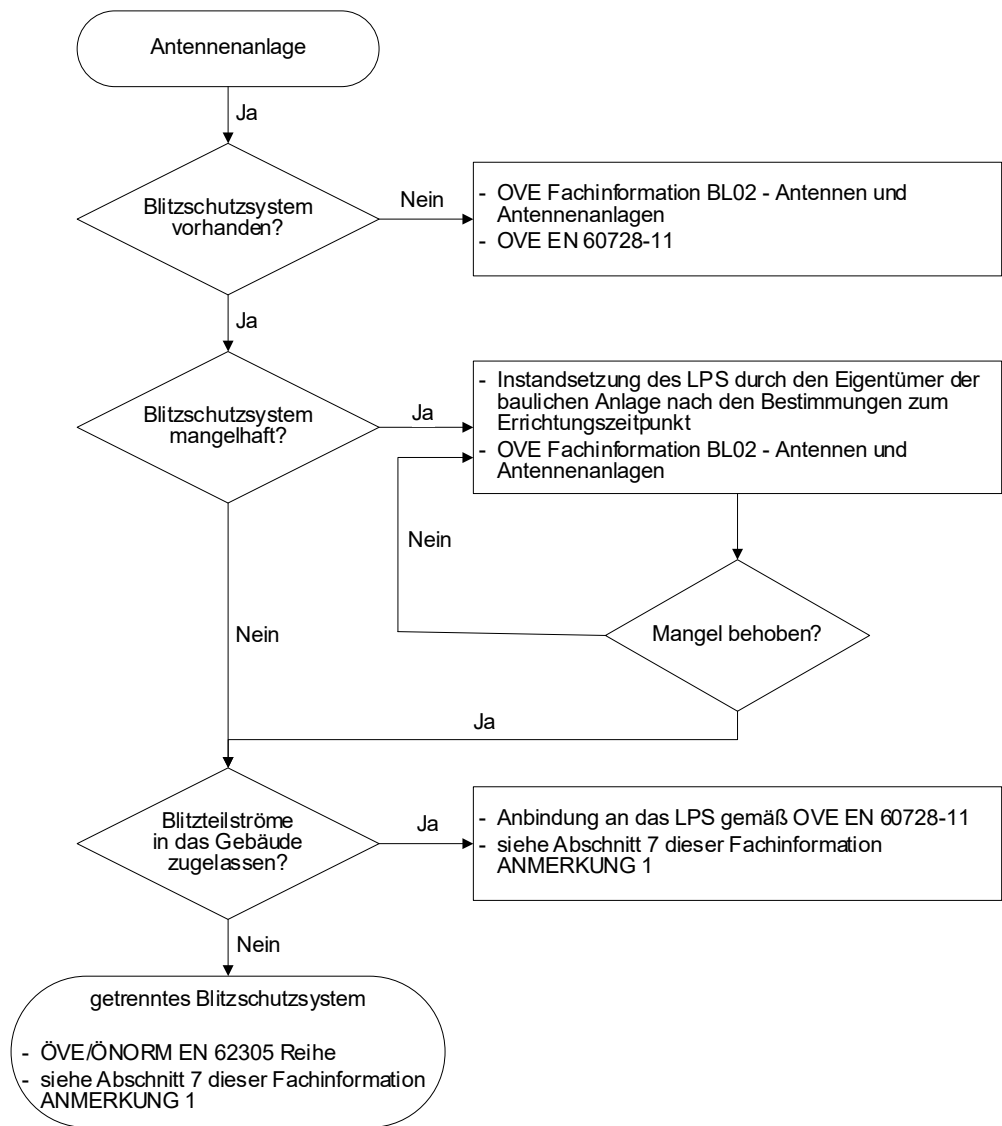 Antennenanlage
Ja
Blitzschutzsystem
vorhanden?
Nein
- OVE Fachinformation BL02 - Antennen und
Antennenanlagen
- OVE EN 60728-11
Ja
Blitzschutzsystem
mangelhaft?
Ja
- Instandsetzung des LPS durch den Eigentümer der
baulichen Anlage nach den Bestimmungen zum
Errichtungszeitpunkt
- OVE Fachinformation BL02 - Antennen und
Antennenanlagen
Nein
Mangel behoben?
Nein
Ja
Blitzteilströme
in das Gebäude
zugelassen?
Ja
- Anbindung an das LPS gemäß OVE EN 60728-11
- siehe Abschnitt 7 dieser Fachinformation
ANMERKUNG 1
Nein
getrenntes Blitzschutzsystem
- ÖVE/ÖNORM EN 62305 Reihe
- siehe Abschnitt 7 dieser Fachinformation
ANMERKUNG 1